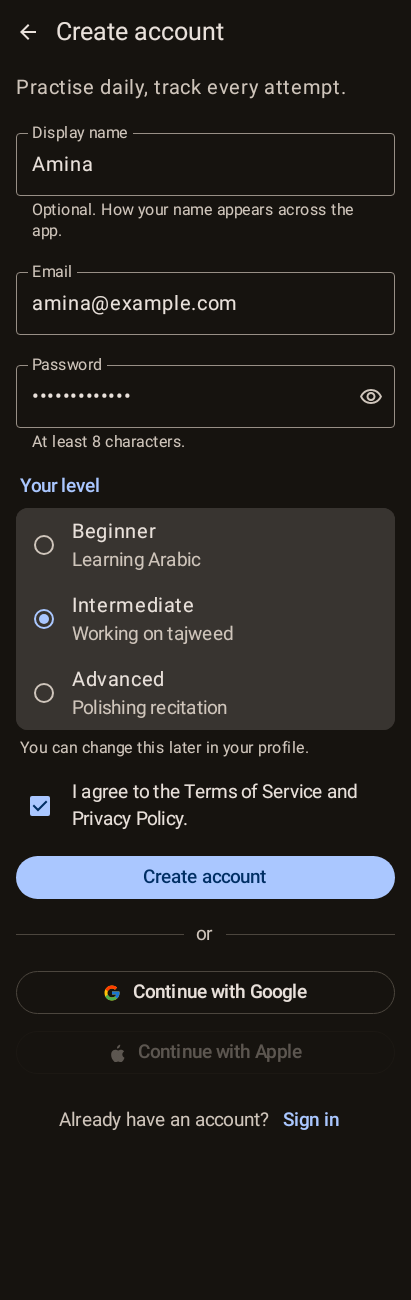 Create account
Practise daily, track every attempt.
Display name
Amina
Optional. How your name appears across the
app.
Email
amina@example.com
Password
•••••••••••••
At least 8 characters.
Your level
Beginner
Learning Arabic
Intermediate
Working on tajweed
Advanced
Polishing recitation
You can change this later in your profile.
I agree to the Terms of Service and
Privacy Policy.
Create account
or
Continue with Google
Continue with Apple
Already have an account? Sign in